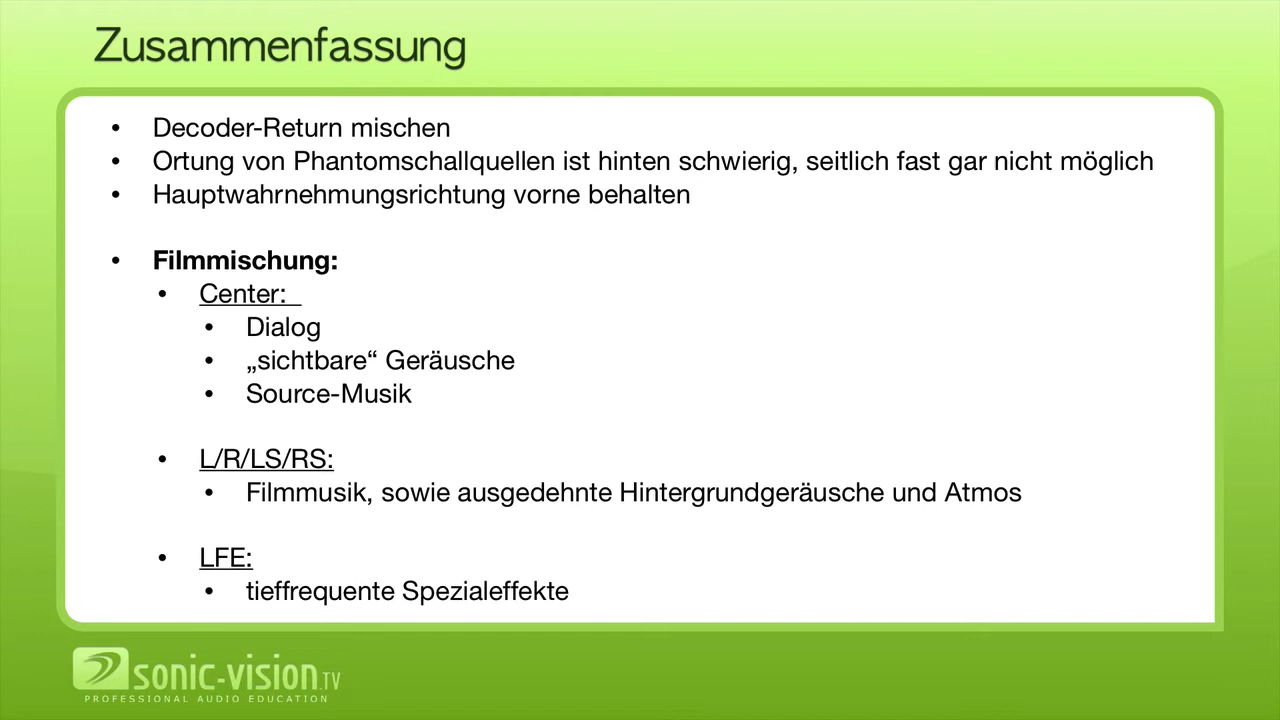 Zusammenfassung
• Decoder-Return mischen
• Ortung von Phantomschallquellen ist hinten schwierig, seitlich fast gar nicht möglich
• Hauptwahrnehmungsrichtung vorne behalten
• Filmmischung:
• Center:
• Dialog
• „sichtbare“ Geräusche
• Source-Musik
• L/R/LS/RS:
• Filmmusik, sowie ausgedehnte Hintergrundgeräusche und Atmos
• LFE:
• tieffrequente Spezialeffekte
sonic-vision.TV
PROFESSIONAL AUDIO EDUCATION